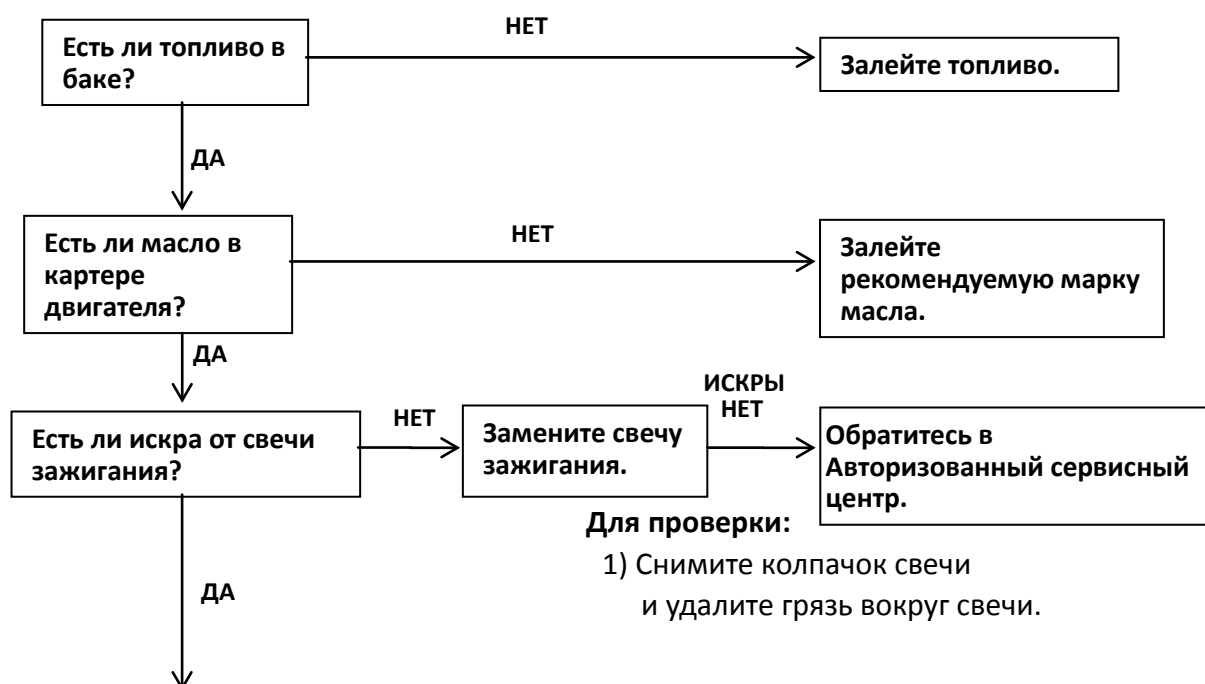 НЕТ
Есть ли топливо в
баке?
Залейте топливо.
ДА
Есть ли масло в
картере
двигателя?
НЕТ
Залейте
рекомендуемую марку
масла.
ДА
Есть ли искра от свечи
зажигания?
НЕТ
Замените свечу
зажигания.
ИСКРЫ
НЕТ
Обратитесь в
Авторизованный сервисный
центр.
Для проверки:
1) Снимите колпачок свечи
и удалите грязь вокруг свечи.
ДА